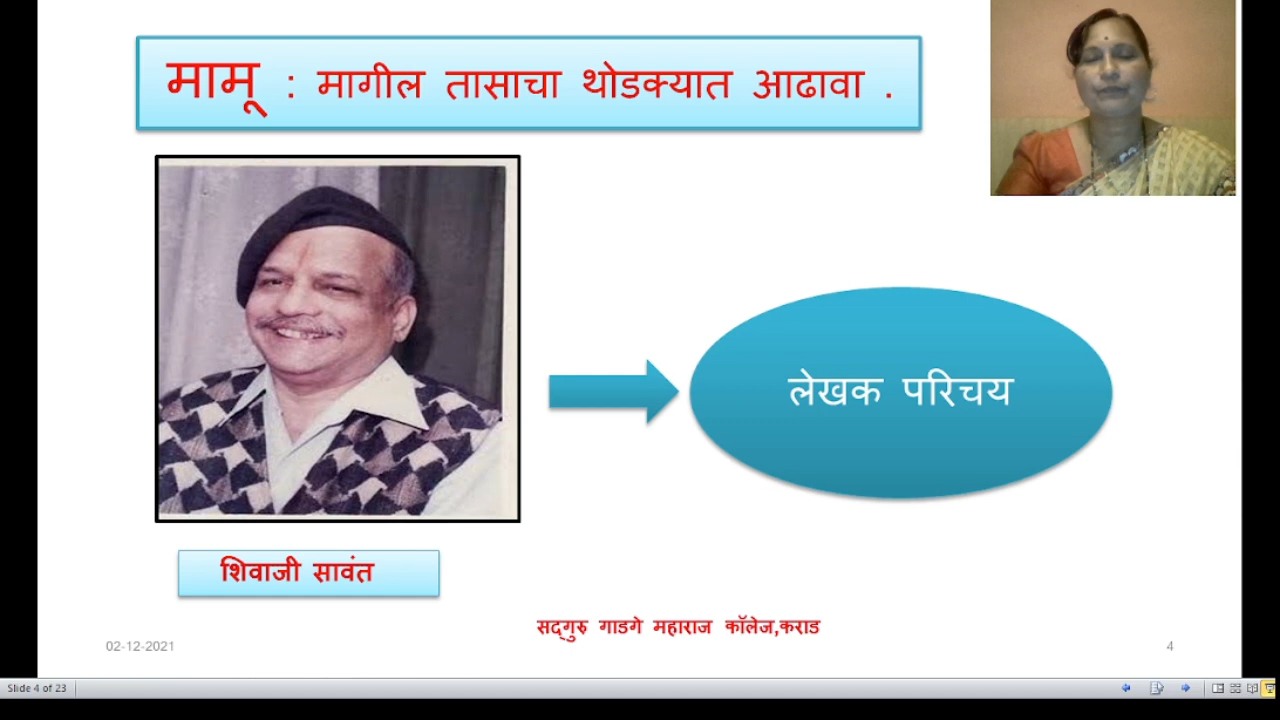 मामू : मागील तासाचा थोडक्यात आढावा .
लेखक परिचय
शिवाजी सावंत
सद्‌गुरु गाडगे महाराज कॉलेज,कराड
02-12-2021
4
Slide 4 of 23